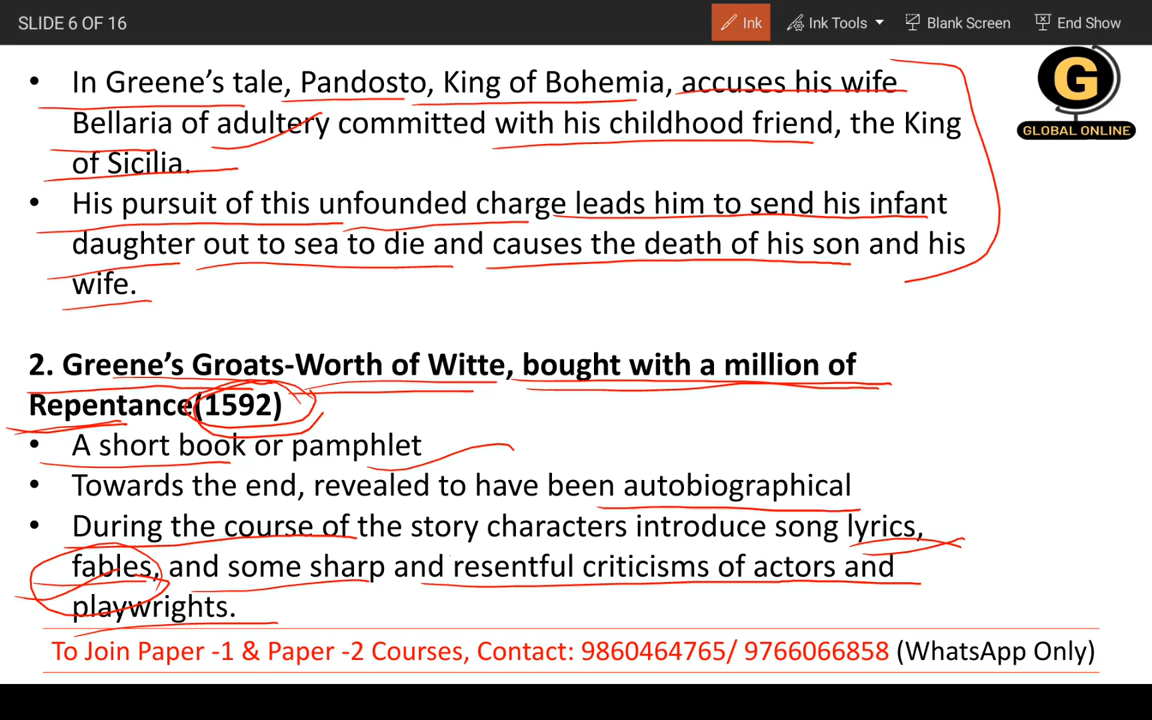 SLIDE 6 OF 16
Ink
Ink Tools
Blank Screen
End Show
G
GLOBAL ONLINE
• In Greene’s tale, Pandosto, King of Bohemia, accuses his wife
Bellaria of adultery committed with his childhood friend, the King
of Sicilia.
• His pursuit of this unfounded charge leads him to send his infant
daughter out to sea to die and causes the death of his son and his
wife.
2. Greene’s Groats-Worth of Witte, bought with a million of
Repentance(1592)
• A short book or pamphlet
• Towards the end, revealed to have been autobiographical
• During the course of the story characters introduce song lyrics,
fables, and some sharp and resentful criticisms of actors and
playwrights.
To Join Paper -1 & Paper -2 Courses, Contact: 9860464765/ 9766066858 (WhatsApp Only)